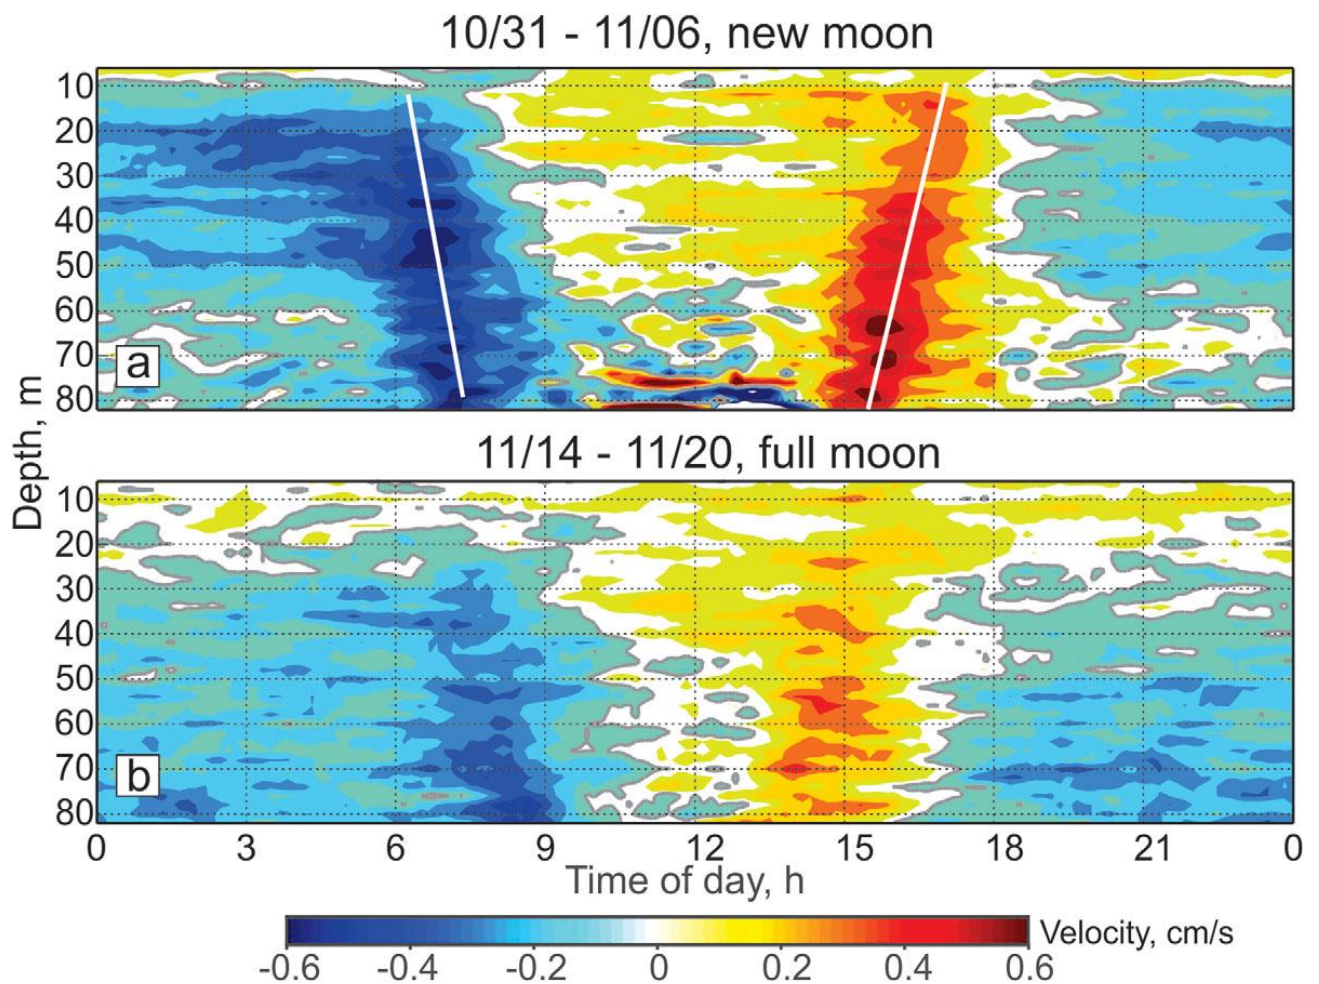 10/31 - 11/06, new moon
10
20
30
40
50
60
70
80
a
Depth, m
11/14 - 11/20, full moon
10
20
30
40
50
60
70
80
b
0 3 6 9 12 15 18 21 0
Time of day, h
-0.6 -0.4 -0.2 0 0.2 0.4 0.6
Velocity, cm/s